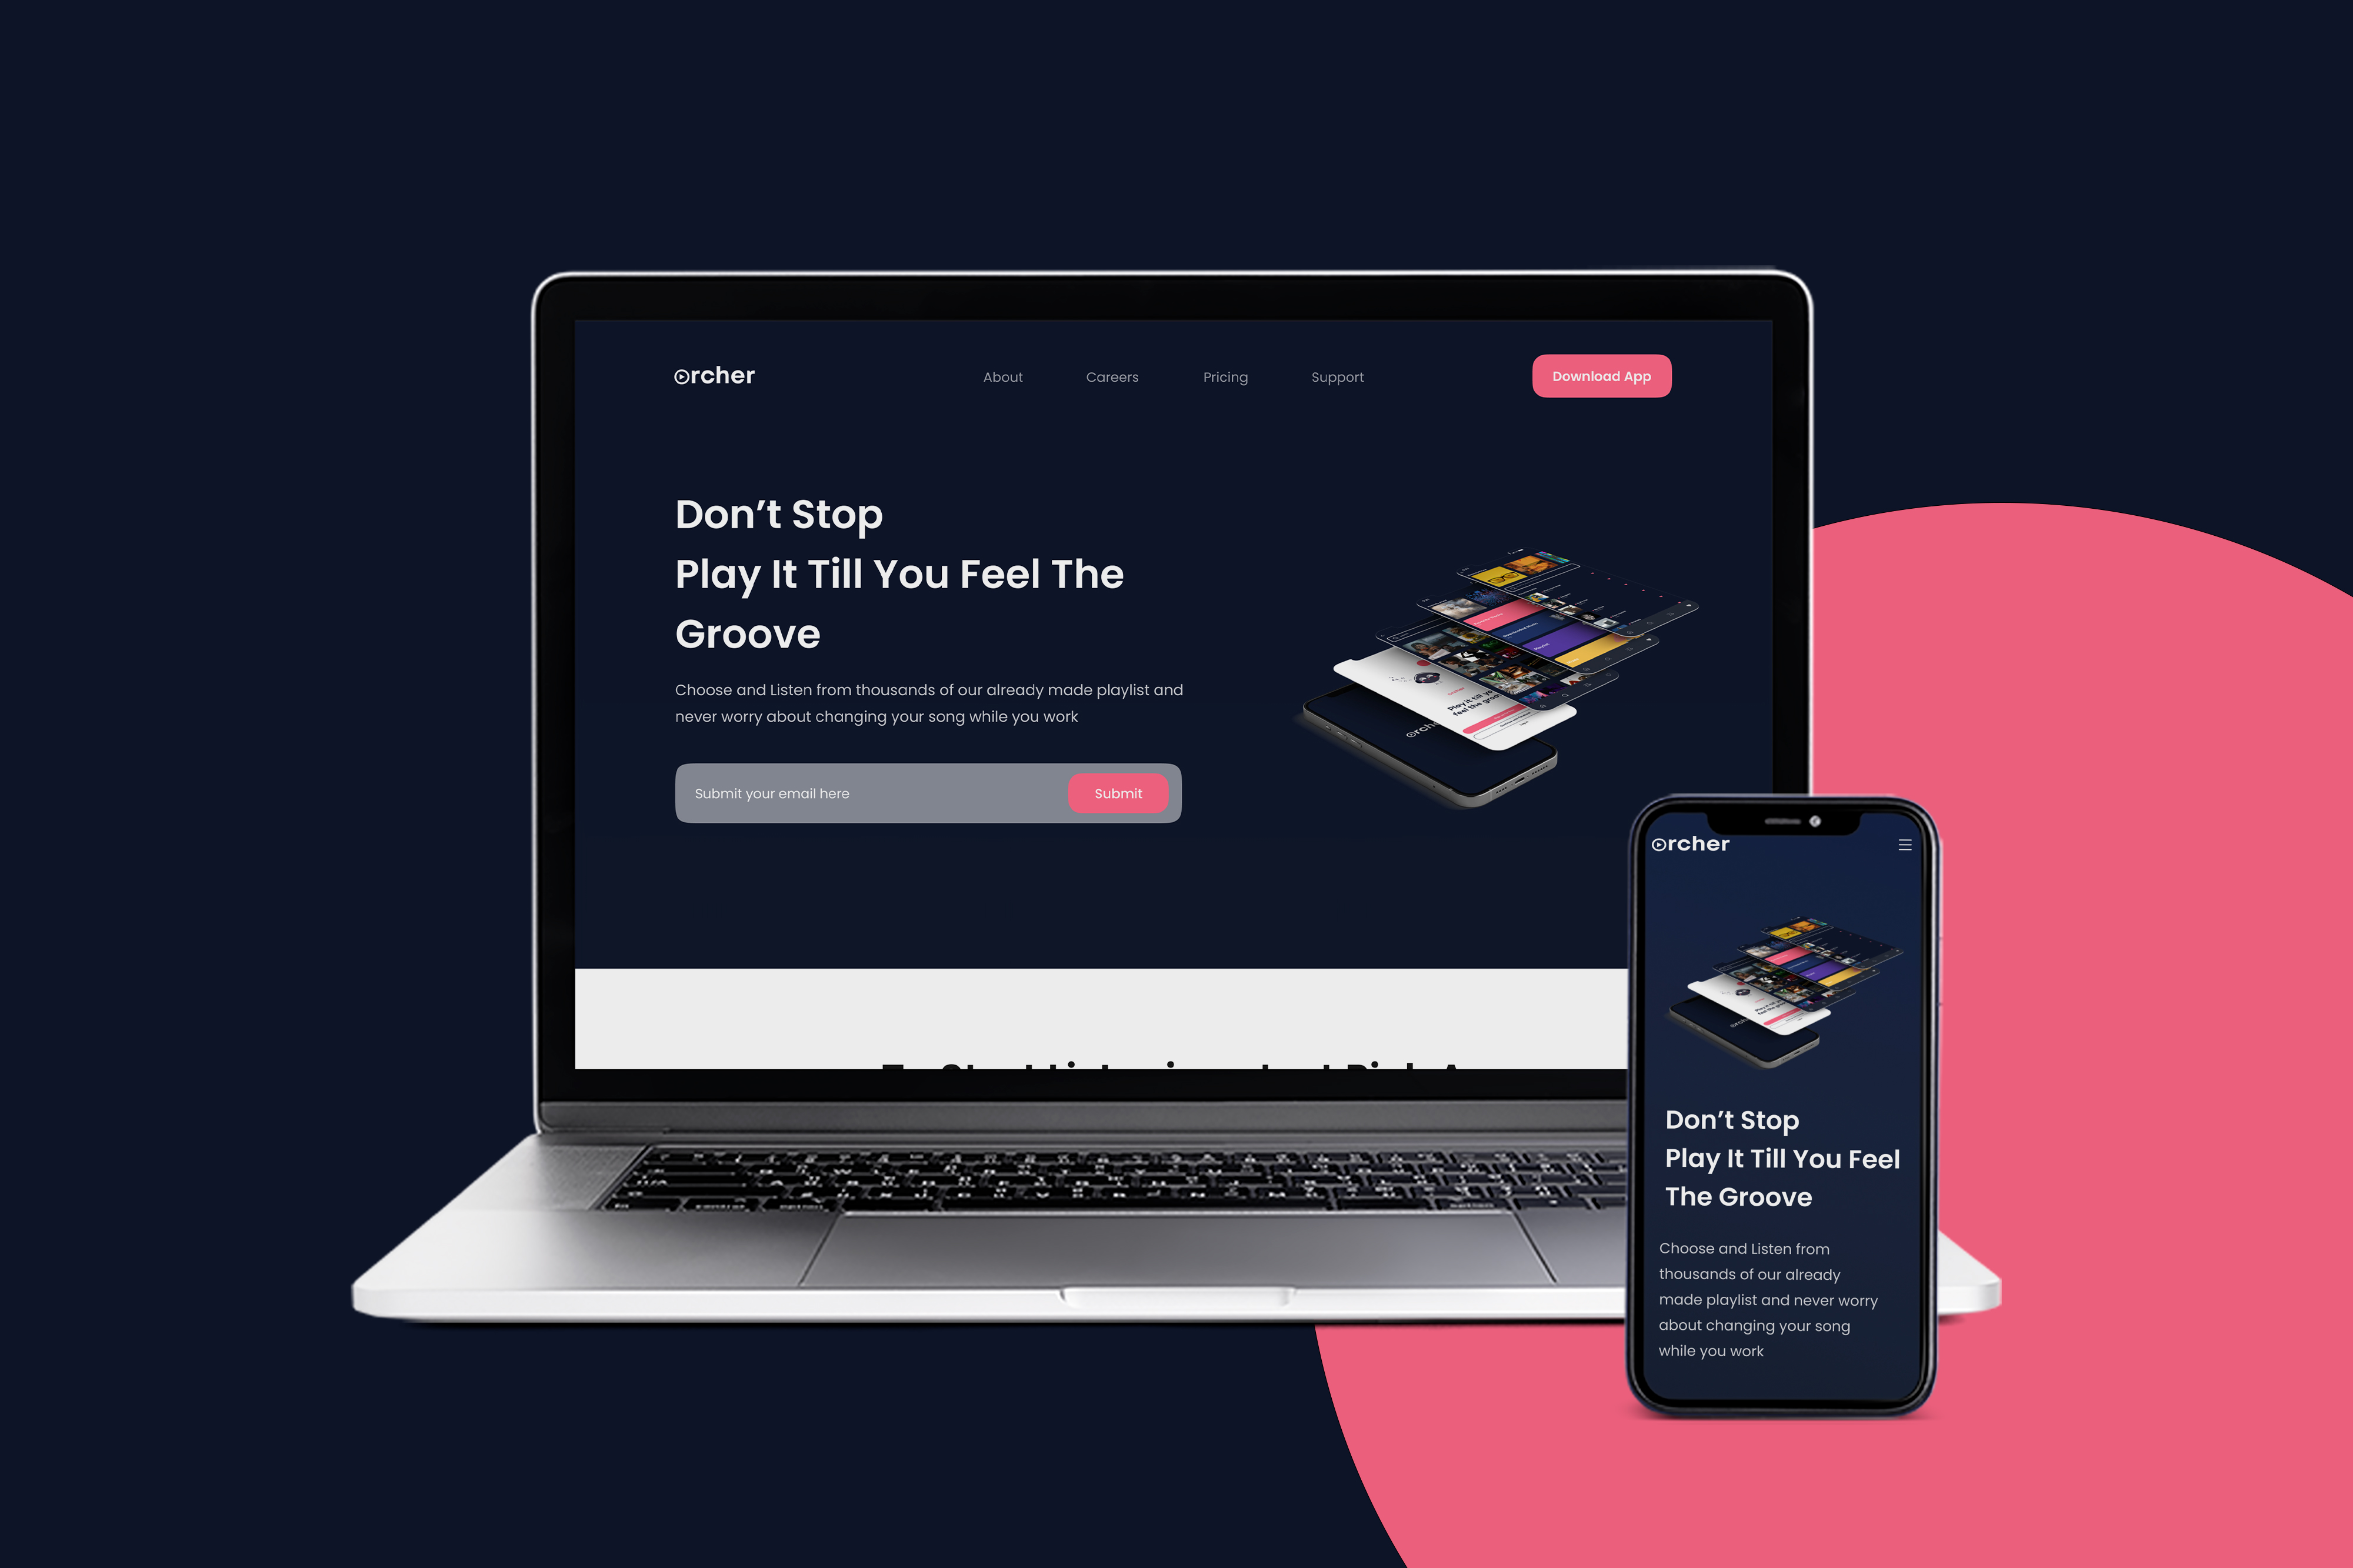 orcher
About Careers Pricing Support
Download App
Don’t Stop
Play It Till You Feel The
Groove
Choose and Listen from thousands of our already made playlist and
never worry about changing your song while you work
Submit your email here
Submit
orcher
Don’t Stop
Play It Till You Feel
The Groove
Choose and Listen from
thousands of our already
made playlist and never worry
about changing your song
while you work